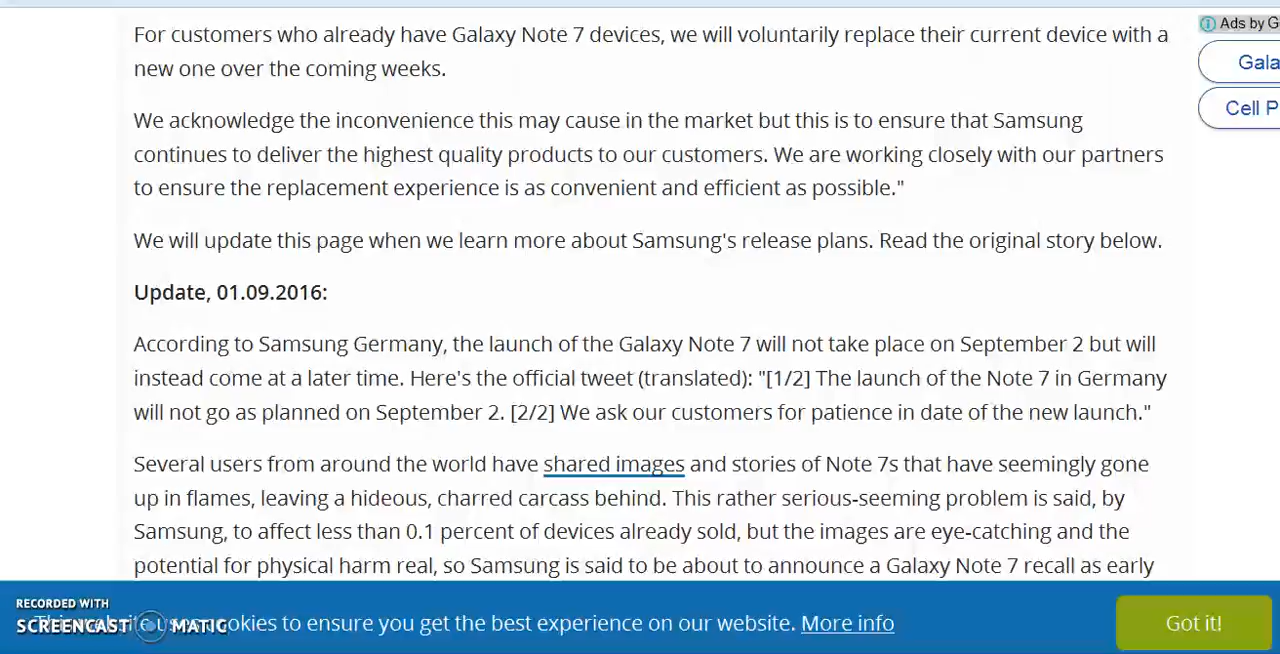 For customers who already have Galaxy Note 7 devices, we will voluntarily replace their current device with a
new one over the coming weeks.
We acknowledge the inconvenience this may cause in the market but this is to ensure that Samsung
continues to deliver the highest quality products to our customers. We are working closely with our partners
to ensure the replacement experience is as convenient and efficient as possible."
We will update this page when we learn more about Samsung's release plans. Read the original story below.
Update, 01.09.2016:
According to Samsung Germany, the launch of the Galaxy Note 7 will not take place on September 2 but will
instead come at a later time. Here's the official tweet (translated): "[1/2] The launch of the Note 7 in Germany
will not go as planned on September 2. [2/2] We ask our customers for patience in date of the new launch."
Several users from around the world have shared images and stories of Note 7s that have seemingly gone
up in flames, leaving a hideous, charred carcass behind. This rather serious-seeming problem is said, by
Samsung, to affect less than 0.1 percent of devices already sold, but the images are eye-catching and the
potential for physical harm real, so Samsung is said to be about to announce a Galaxy Note 7 recall as early
Ads by G
Gala
Cell P
RECORDED WITH
SCREENCAST MATIC
This website uses cookies to ensure you get the best experience on our website. More info
Got it!